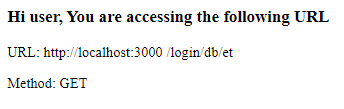 Hi user, You are accessing the following URL
URL: http://localhost:3000 /login/db/et
Method: GET